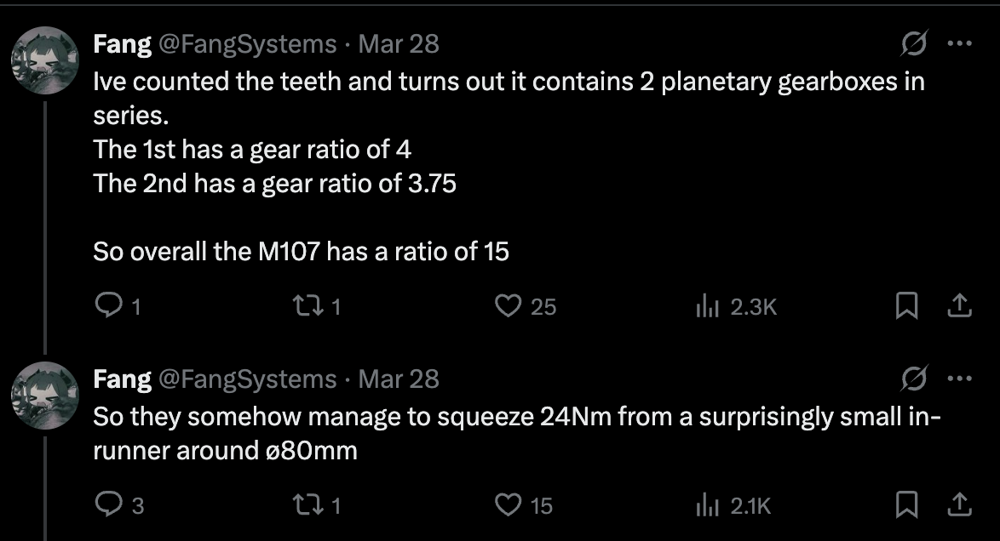 Fang @FangSystems · Mar 28
Ive counted the teeth and turns out it contains 2 planetary gearboxes in
series.
The 1st has a gear ratio of 4
The 2nd has a gear ratio of 3.75
So overall the M107 has a ratio of 15
1 1 25 2.3K
Fang @FangSystems · Mar 28
So they somehow manage to squeeze 24Nm from a surprisingly small in-
runner around ø80mm
3 1 15 2.1K